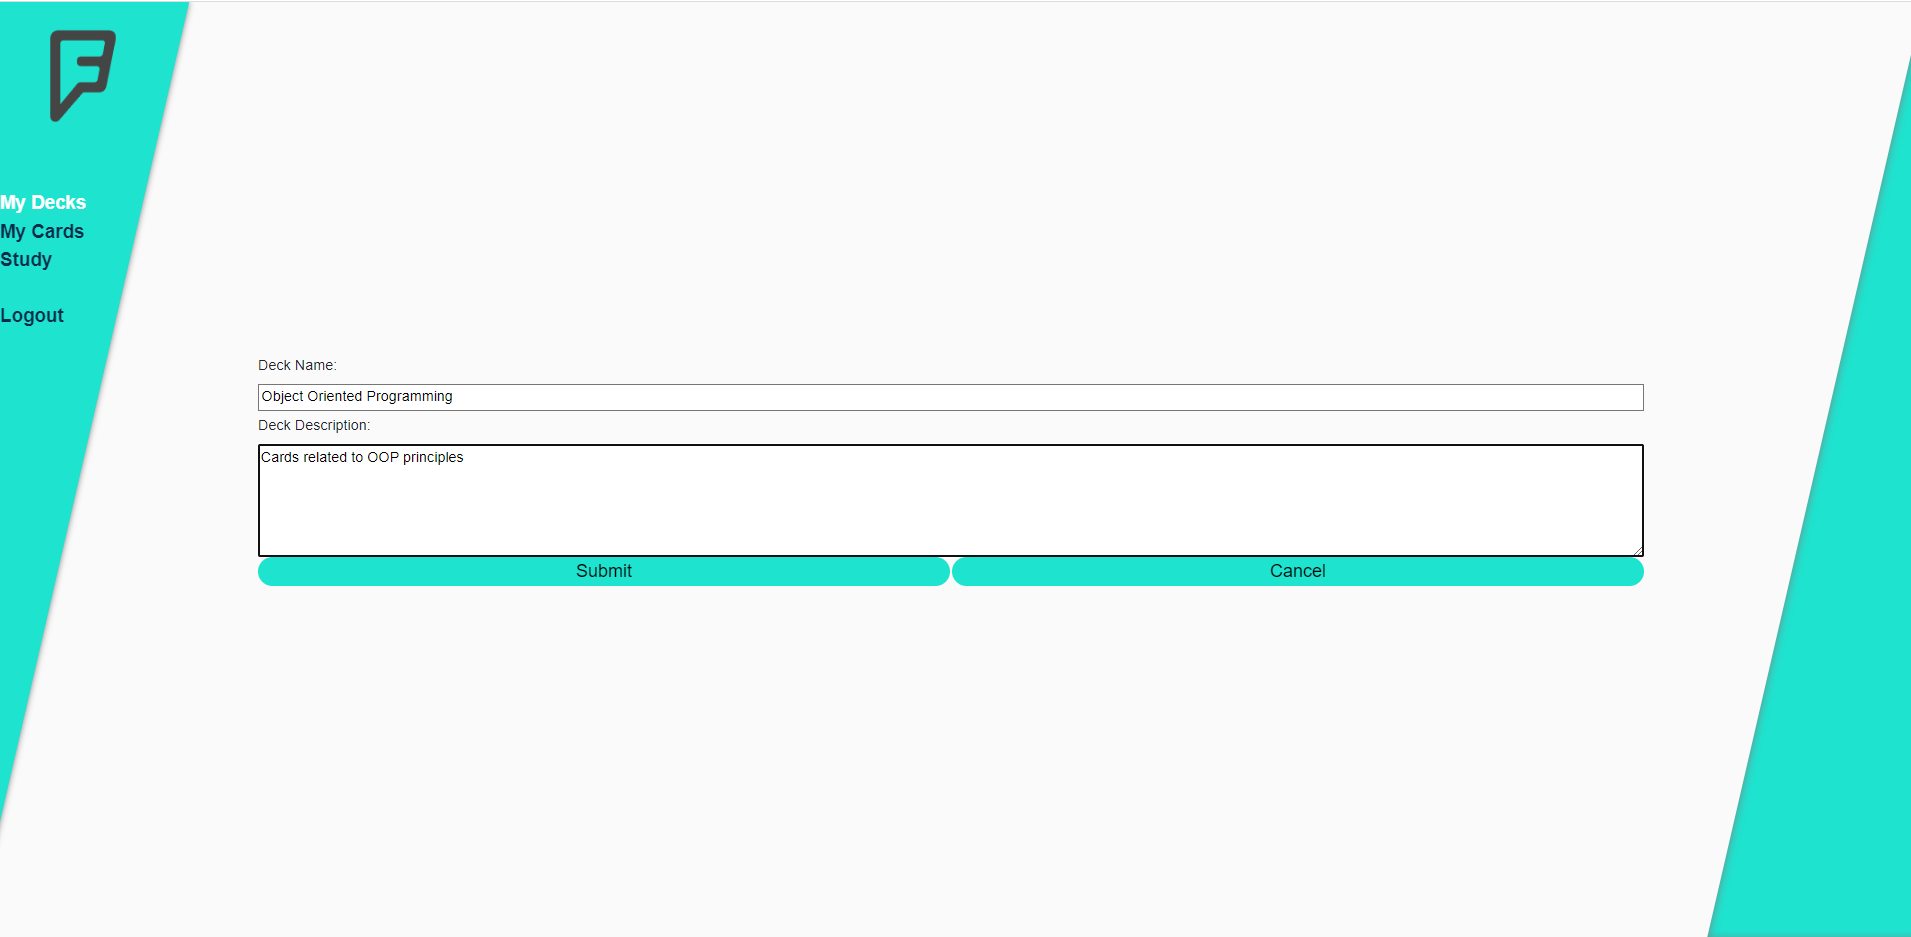 My Decks
My Cards
Study
Logout
Deck Name:
Object Oriented Programming
Deck Description:
Cards related to OOP principles
Submit Cancel